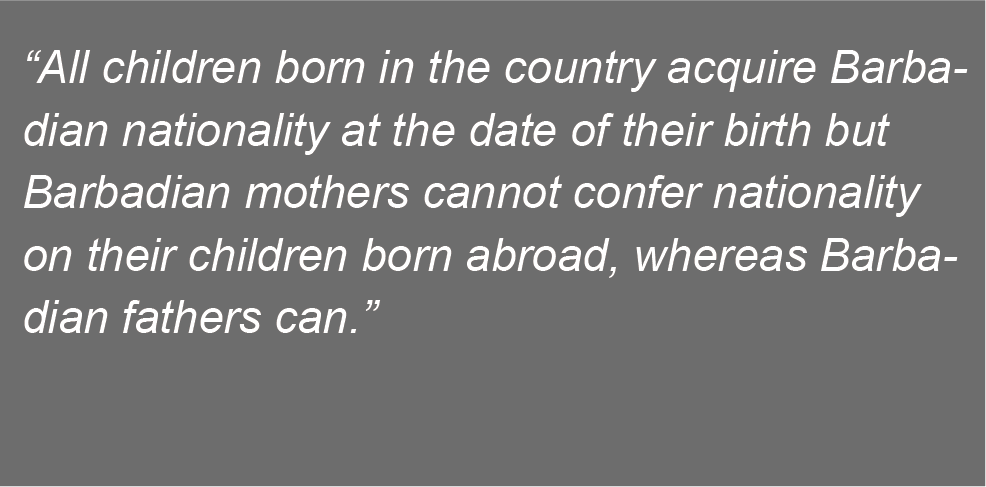 “All children born in the country acquire Barba-
dian nationality at the date of their birth but
Barbadian mothers cannot confer nationality
on their children born abroad, whereas Barba-
dian fathers can.”